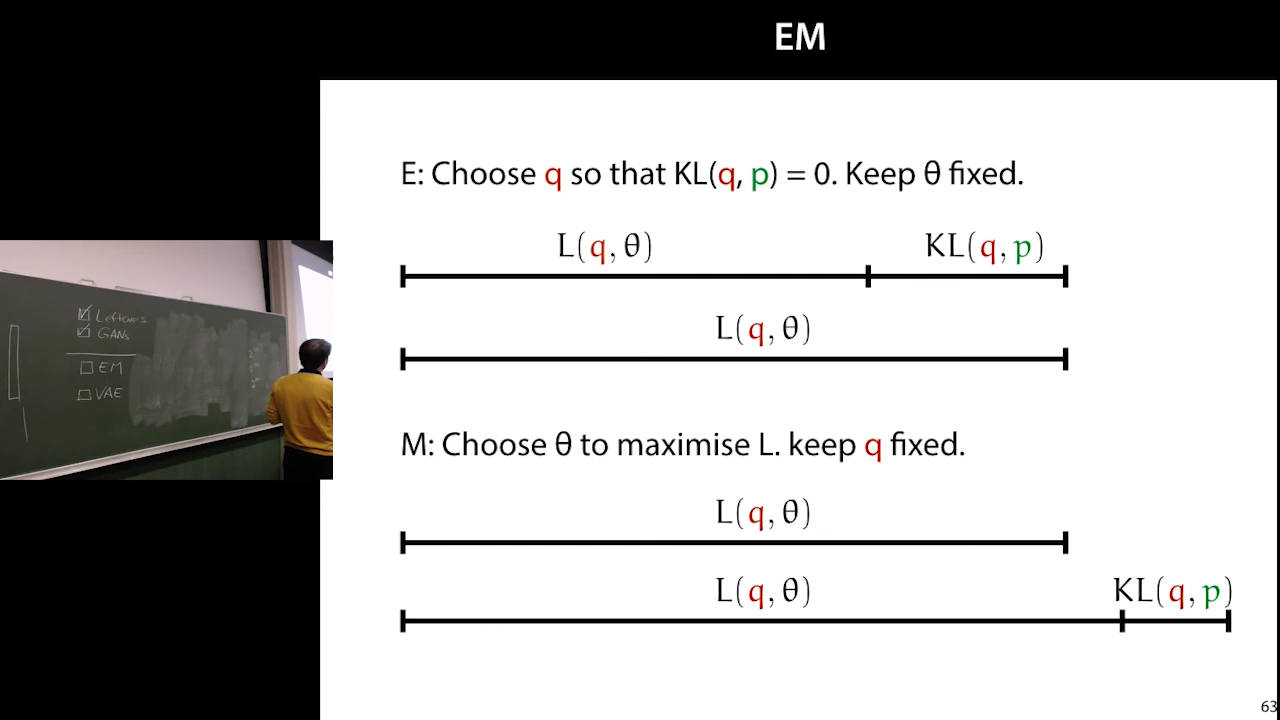 EM
E: Choose q so that KL(q, p) = 0. Keep θ fixed.
L(q, θ) KL(q, p)
L(q, θ)
M: Choose θ to maximise L. keep q fixed.
L(q, θ)
L(q, θ) KL(q, p)
63
Leftovers
GANs
EM
VAE